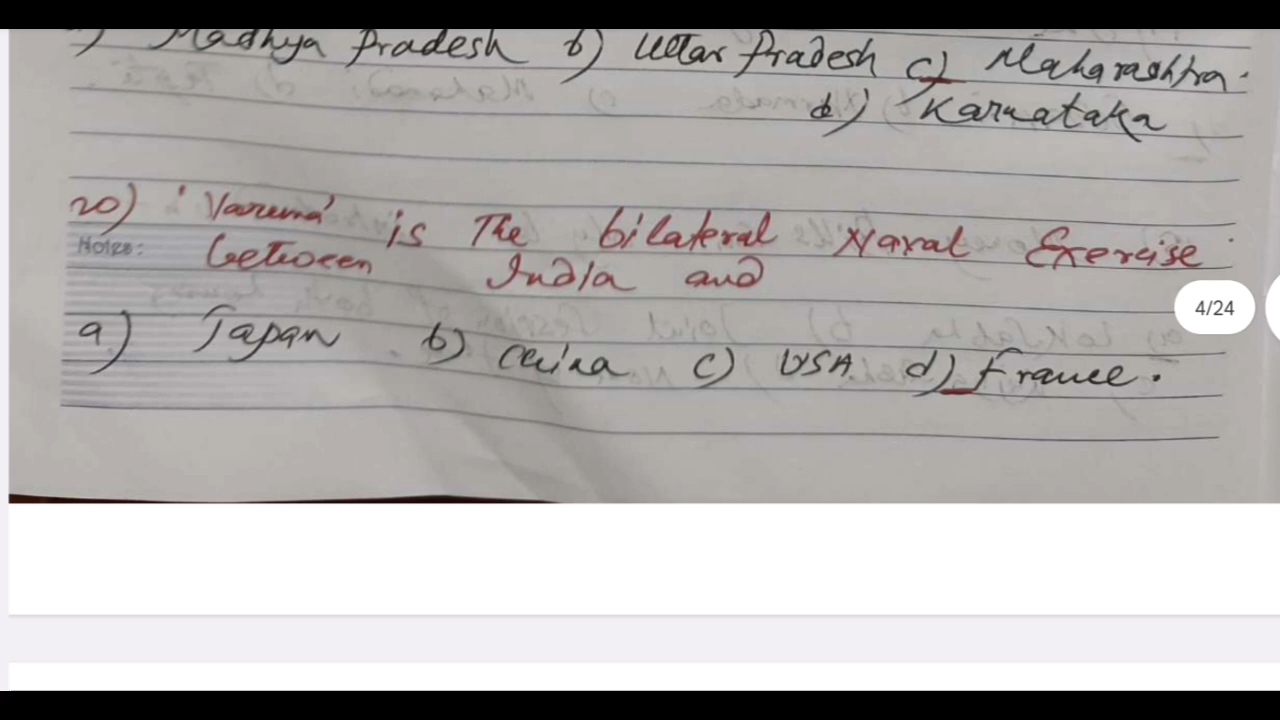 a) Madhya Pradesh b) Uttar Pradesh c) Maharashtra.
d) Karnataka
20) 'Varuna' is The bilateral Naval Exercise
Notes:
between India and
4/24
a) Japan b) China c) USA d) France.